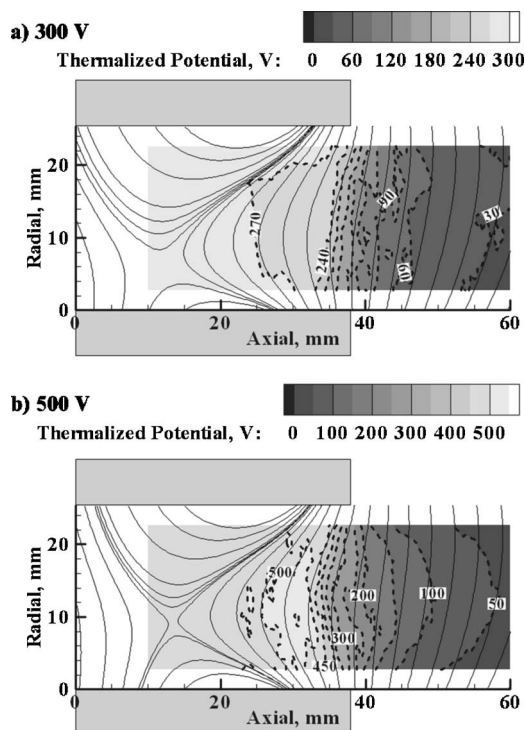 a) 300 V
Thermalized Potential, V: 0 60 120 180 240 300
Radial, mm
20
10
0
270
240
90
60
30
20 40 60
Axial, mm
b) 500 V
Thermalized Potential, V: 0 100 200 300 400 500
Radial, mm
20
10
0
500
200
100
50
300
450
0 20 40 60
Axial, mm